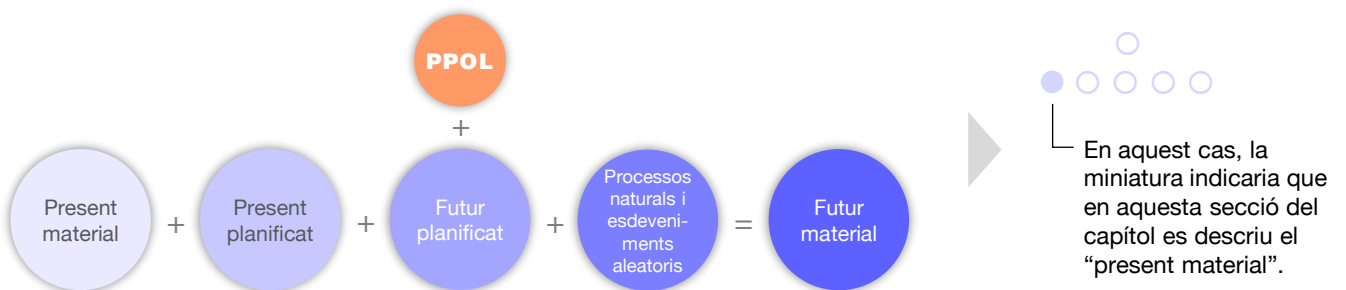 PPOL
+
Present
material
+
Present
planificat
+
Futur
planificat
+
Processos
naturals i
esdeveni-
ments
aleatoris
=
Futur
material
En aquest cas, la
miniatura indicaria que
en aquesta secció del
capítol es descriu el
“present material”.